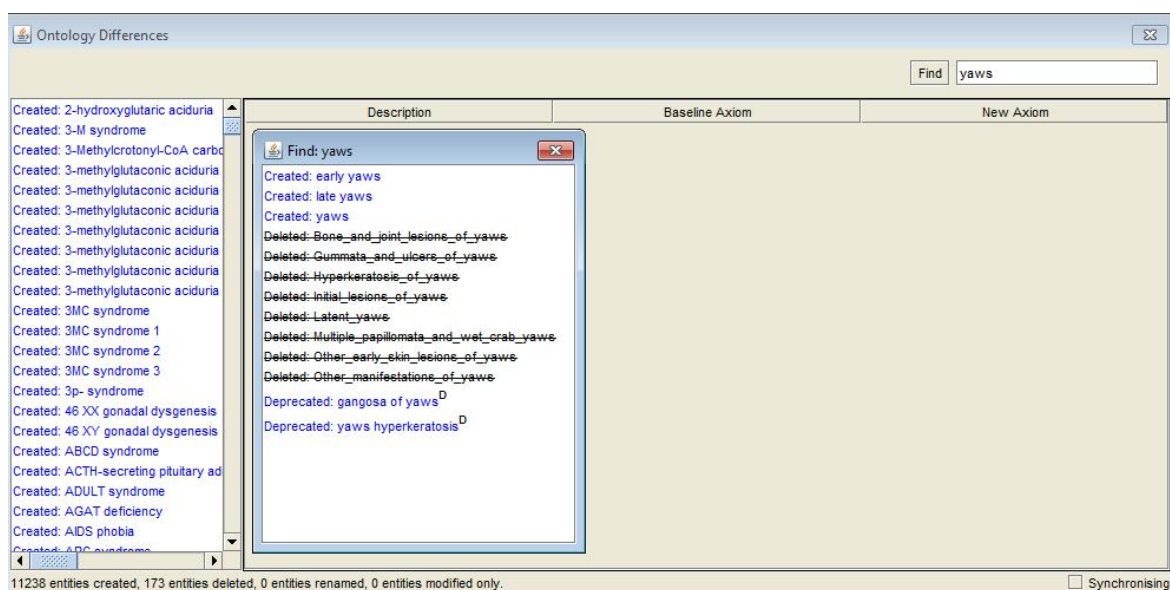 Ontology Differences
Find yaws
Created: 2-hydroxyglutaric aciduria
Created: 3-M syndrome
Created: 3-Methylcrotonyl-CoA carbo
Created: 3-methylglutaconic aciduria
Created: 3-methylglutaconic aciduria
Created: 3-methylglutaconic aciduria
Created: 3-methylglutaconic aciduria
Created: 3-methylglutaconic aciduria
Created: 3-methylglutaconic aciduria
Created: 3-methylglutaconic aciduria
Created: 3MC syndrome
Created: 3MC syndrome 1
Created: 3MC syndrome 2
Created: 3MC syndrome 3
Created: 3p- syndrome
Created: 46 XX gonadal dysgenesis
Created: 46 XY gonadal dysgenesis
Created: ABCD syndrome
Created: ACTH-secreting pituitary ad
Created: ADULT syndrome
Created: AGAT deficiency
Created: AIDS phobia
Created: ARC syndrome
Description Baseline Axiom New Axiom
Find: yaws
Created: early yaws
Created: late yaws
Created: yaws
Deleted: Bone_and_joint_lesions_of_yaws
Deleted: Gummata_and_ulcers_of_yaws
Deleted: Hyperkeratosis_of_yaws
Deleted: Initial_lesions_of_yaws
Deleted: Latent_yaws
Deleted: Multiple_papillomata_and_wet_crab_yaws
Deleted: Other_early_skin_lesions_of_yaws
Deleted: Other_manifestations_of_yaws
Deprecated: gangosa of yawsD
Deprecated: yaws hyperkeratosisD
11238 entities created, 173 entities deleted, 0 entities renamed, 0 entities modified only.
Synchronising